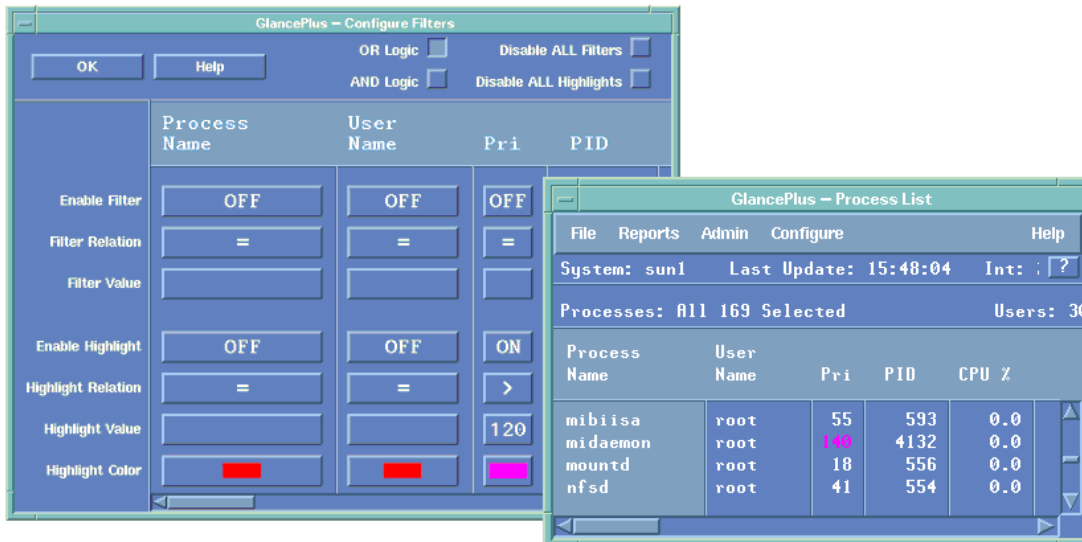 GlancePlus – Configure Filters
OK Help OR Logic Disable ALL Filters
AND Logic Disable ALL Highlights
Process User
Name Name Pri PID
Enable Filter OFF OFF OFF
Filter Relation = = =
Filter Value
Enable Highlight OFF OFF ON
Highlight Relation = = >
Highlight Value 120
Highlight Color
GlancePlus – Process List
File Reports Admin Configure Help
System: sun1 Last Update: 15:48:04 Int: ?
Processes: All 169 Selected Users:
Process User
Name Name Pri PID CPU %
mibiisa root 55 593 0.0
midaemon root 140 4132 0.0
mountd root 18 556 0.0
nfsd root 41 554 0.0